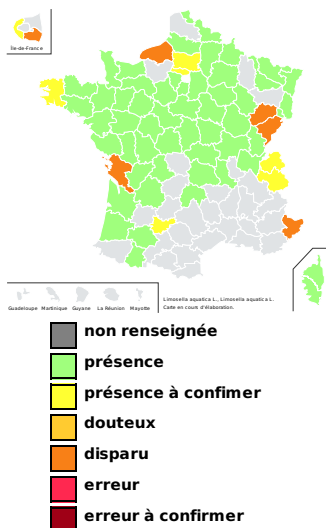 Île-de-France
Guadeloupe Martinique Guyane La Réunion Mayotte
Limosella aquatica L., Limosella aquatica L.
Carte en cours d'élaboration.
non renseignée
présence
présence à confimer
douteux
disparu
erreur
erreur à confirmer